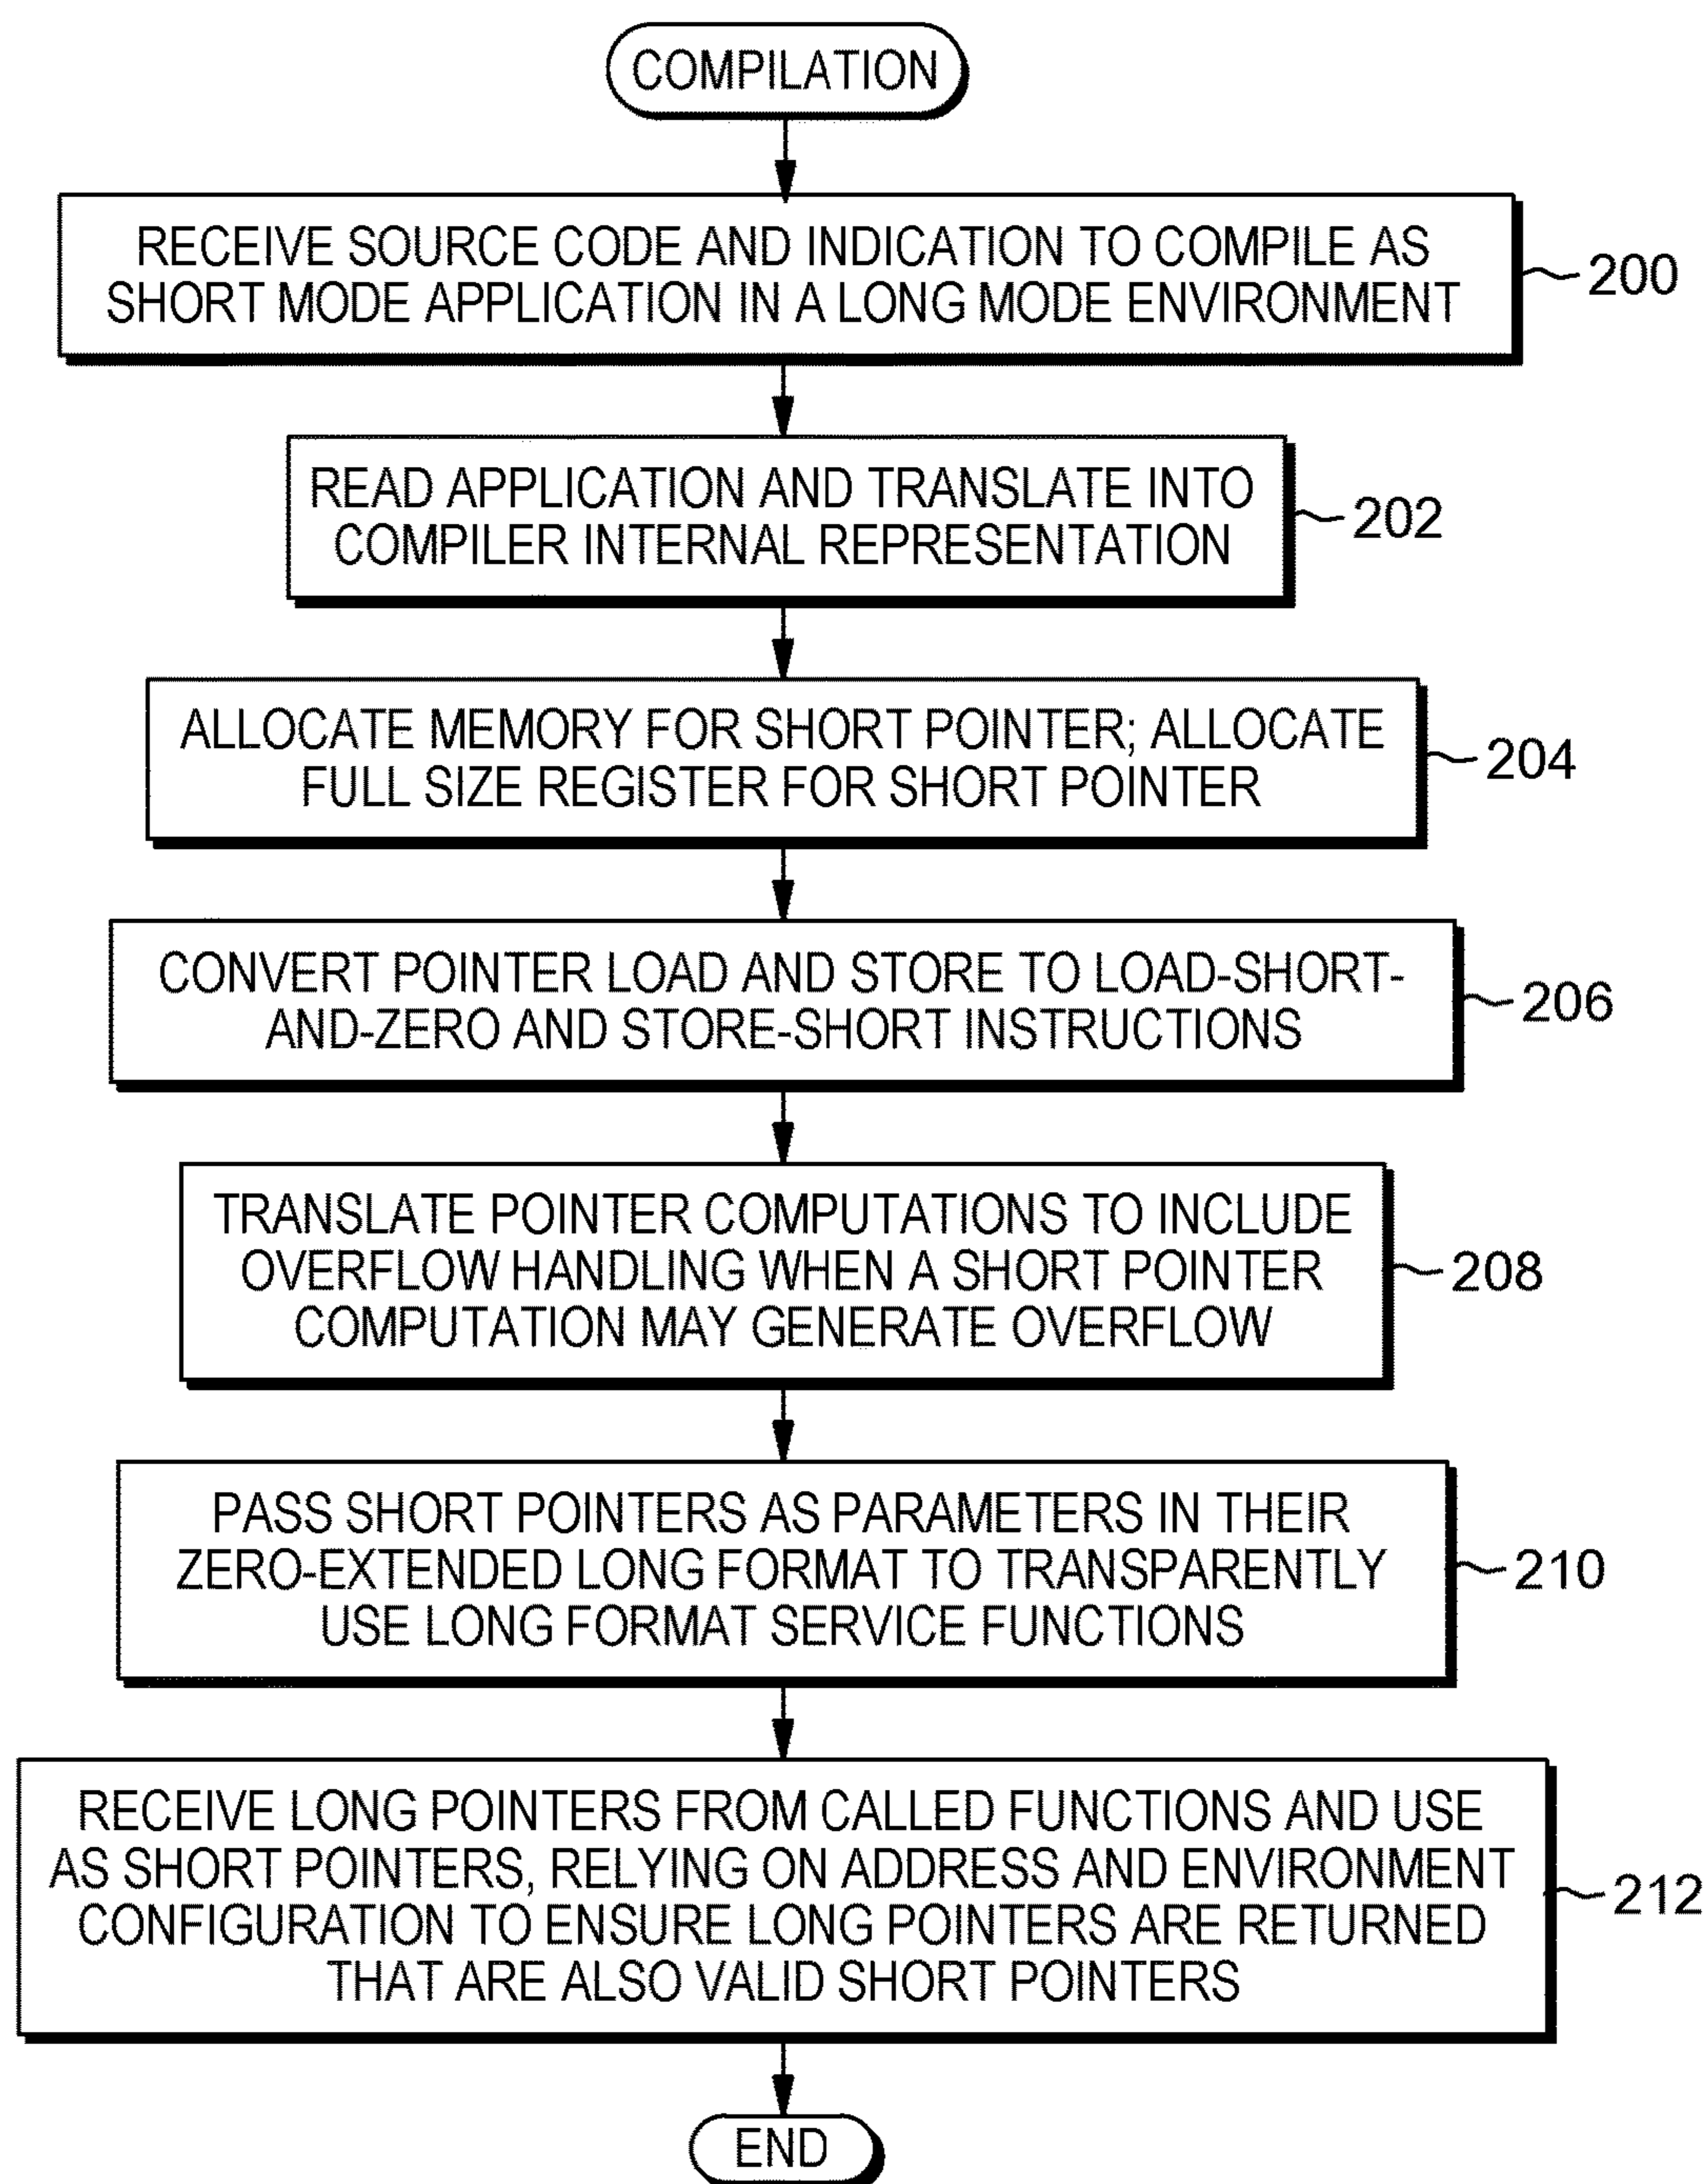 COMPILATION
RECEIVE SOURCE CODE AND INDICATION TO COMPILE AS
SHORT MODE APPLICATION IN A LONG MODE ENVIRONMENT
200
READ APPLICATION AND TRANSLATE INTO
COMPILER INTERNAL REPRESENTATION
202
ALLOCATE MEMORY FOR SHORT POINTER; ALLOCATE
FULL SIZE REGISTER FOR SHORT POINTER
204
CONVERT POINTER LOAD AND STORE TO LOAD-SHORT-
AND-ZERO AND STORE-SHORT INSTRUCTIONS
206
TRANSLATE POINTER COMPUTATIONS TO INCLUDE
OVERFLOW HANDLING WHEN A SHORT POINTER
COMPUTATION MAY GENERATE OVERFLOW
208
PASS SHORT POINTERS AS PARAMETERS IN THEIR
ZERO-EXTENDED LONG FORMAT TO TRANSPARENTLY
USE LONG FORMAT SERVICE FUNCTIONS
210
RECEIVE LONG POINTERS FROM CALLED FUNCTIONS AND USE
AS SHORT POINTERS, RELYING ON ADDRESS AND ENVIRONMENT
CONFIGURATION TO ENSURE LONG POINTERS ARE RETURNED
THAT ARE ALSO VALID SHORT POINTERS
212
END